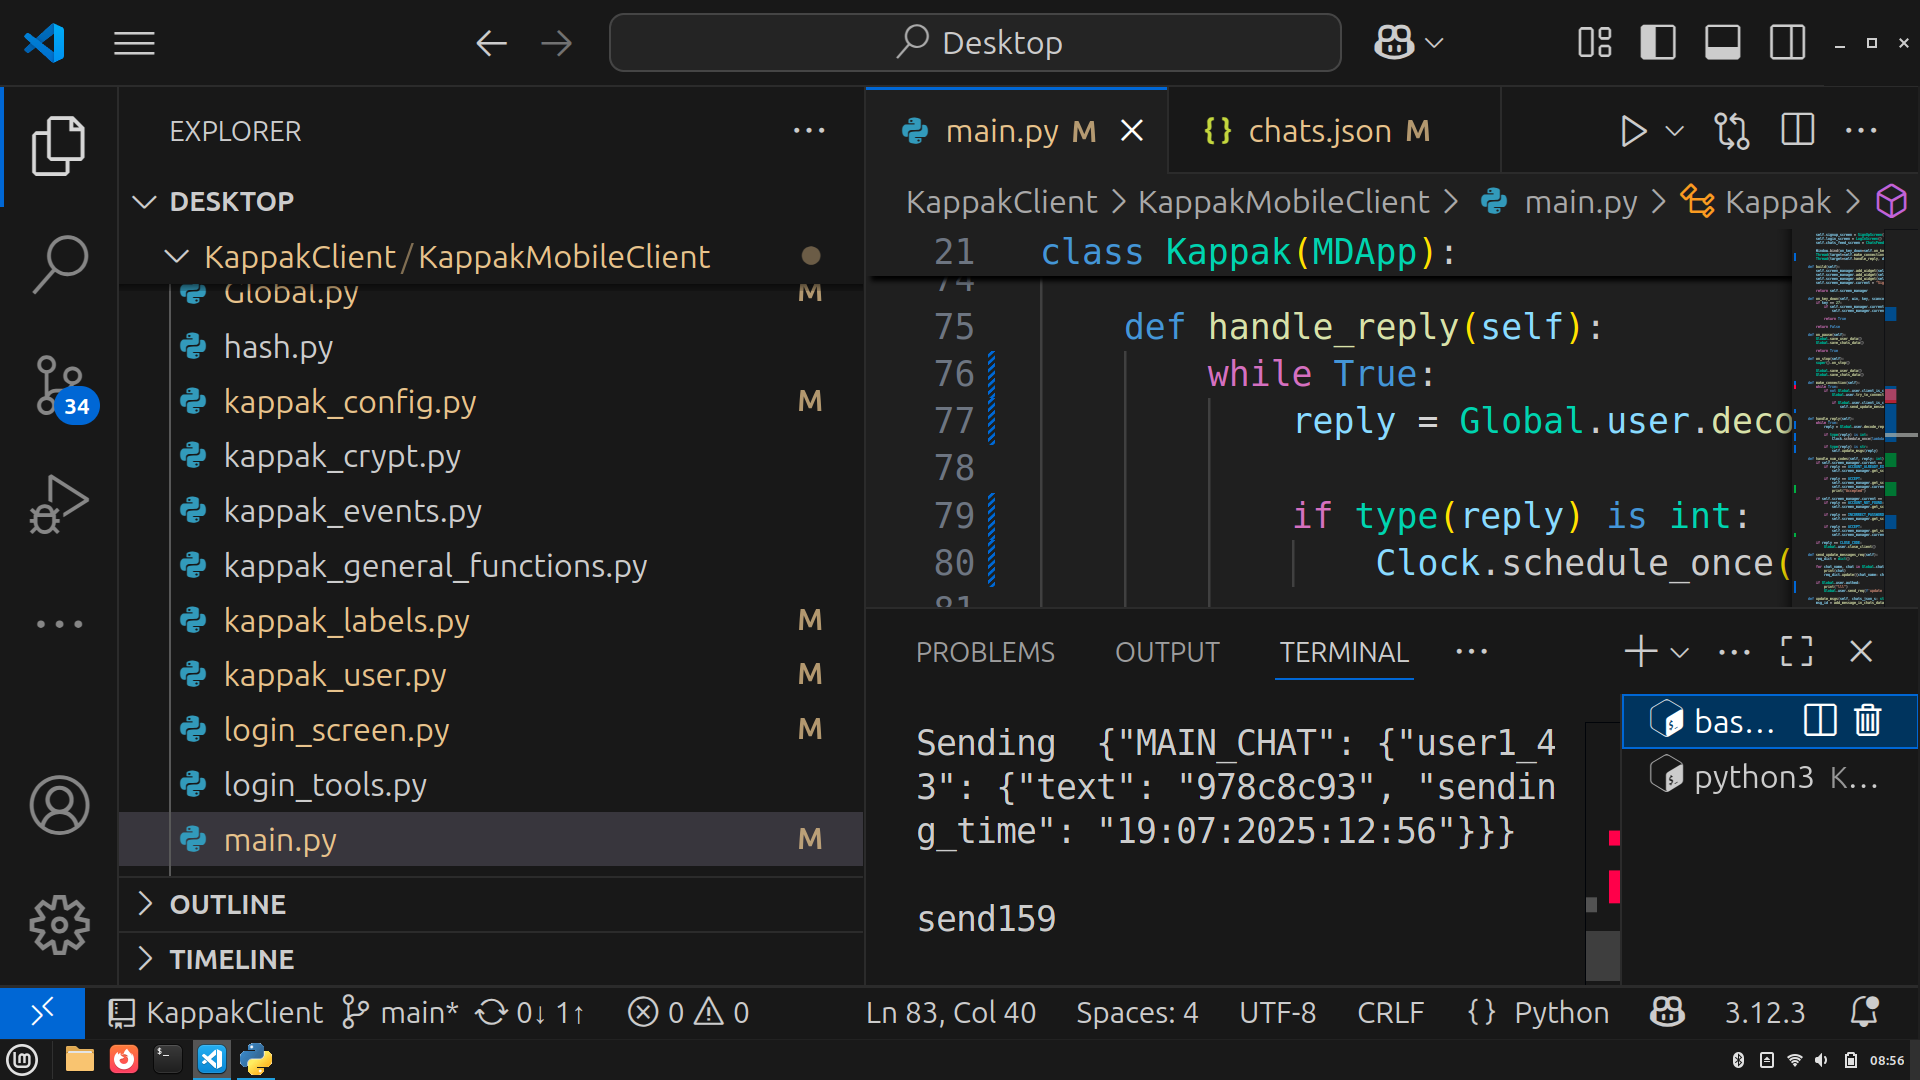 Desktop
EXPLORER
DESKTOP
KappakClient/KappakMobileClient
Global.py M
hash.py
kappak_config.py M
kappak_crypt.py
kappak_events.py
kappak_general_functions.py
kappak_labels.py M
kappak_user.py M
login_screen.py M
login_tools.py
main.py M
OUTLINE
TIMELINE
34
main.py M
{} chats.json M
KappakClient > KappakMobileClient > main.py > Kappak >
21 class Kappak(MDApp):
74
75 def handle_reply(self):
76 while True:
77 reply = Global.user.deco
78
79 if type(reply) is int:
80 Clock.schedule_once(
81
PROBLEMS OUTPUT TERMINAL
Sending  {"MAIN_CHAT": {"user1_4
3": {"text": "978c8c93", "sendin
g_time": "19:07:2025:12:56"}}}
send159
bas...
python3 K...
KappakClient main* 0↓ 1↑ 0 0 Ln 83, Col 40 Spaces: 4 UTF-8 CRLF {} Python 3.12.3
08:56